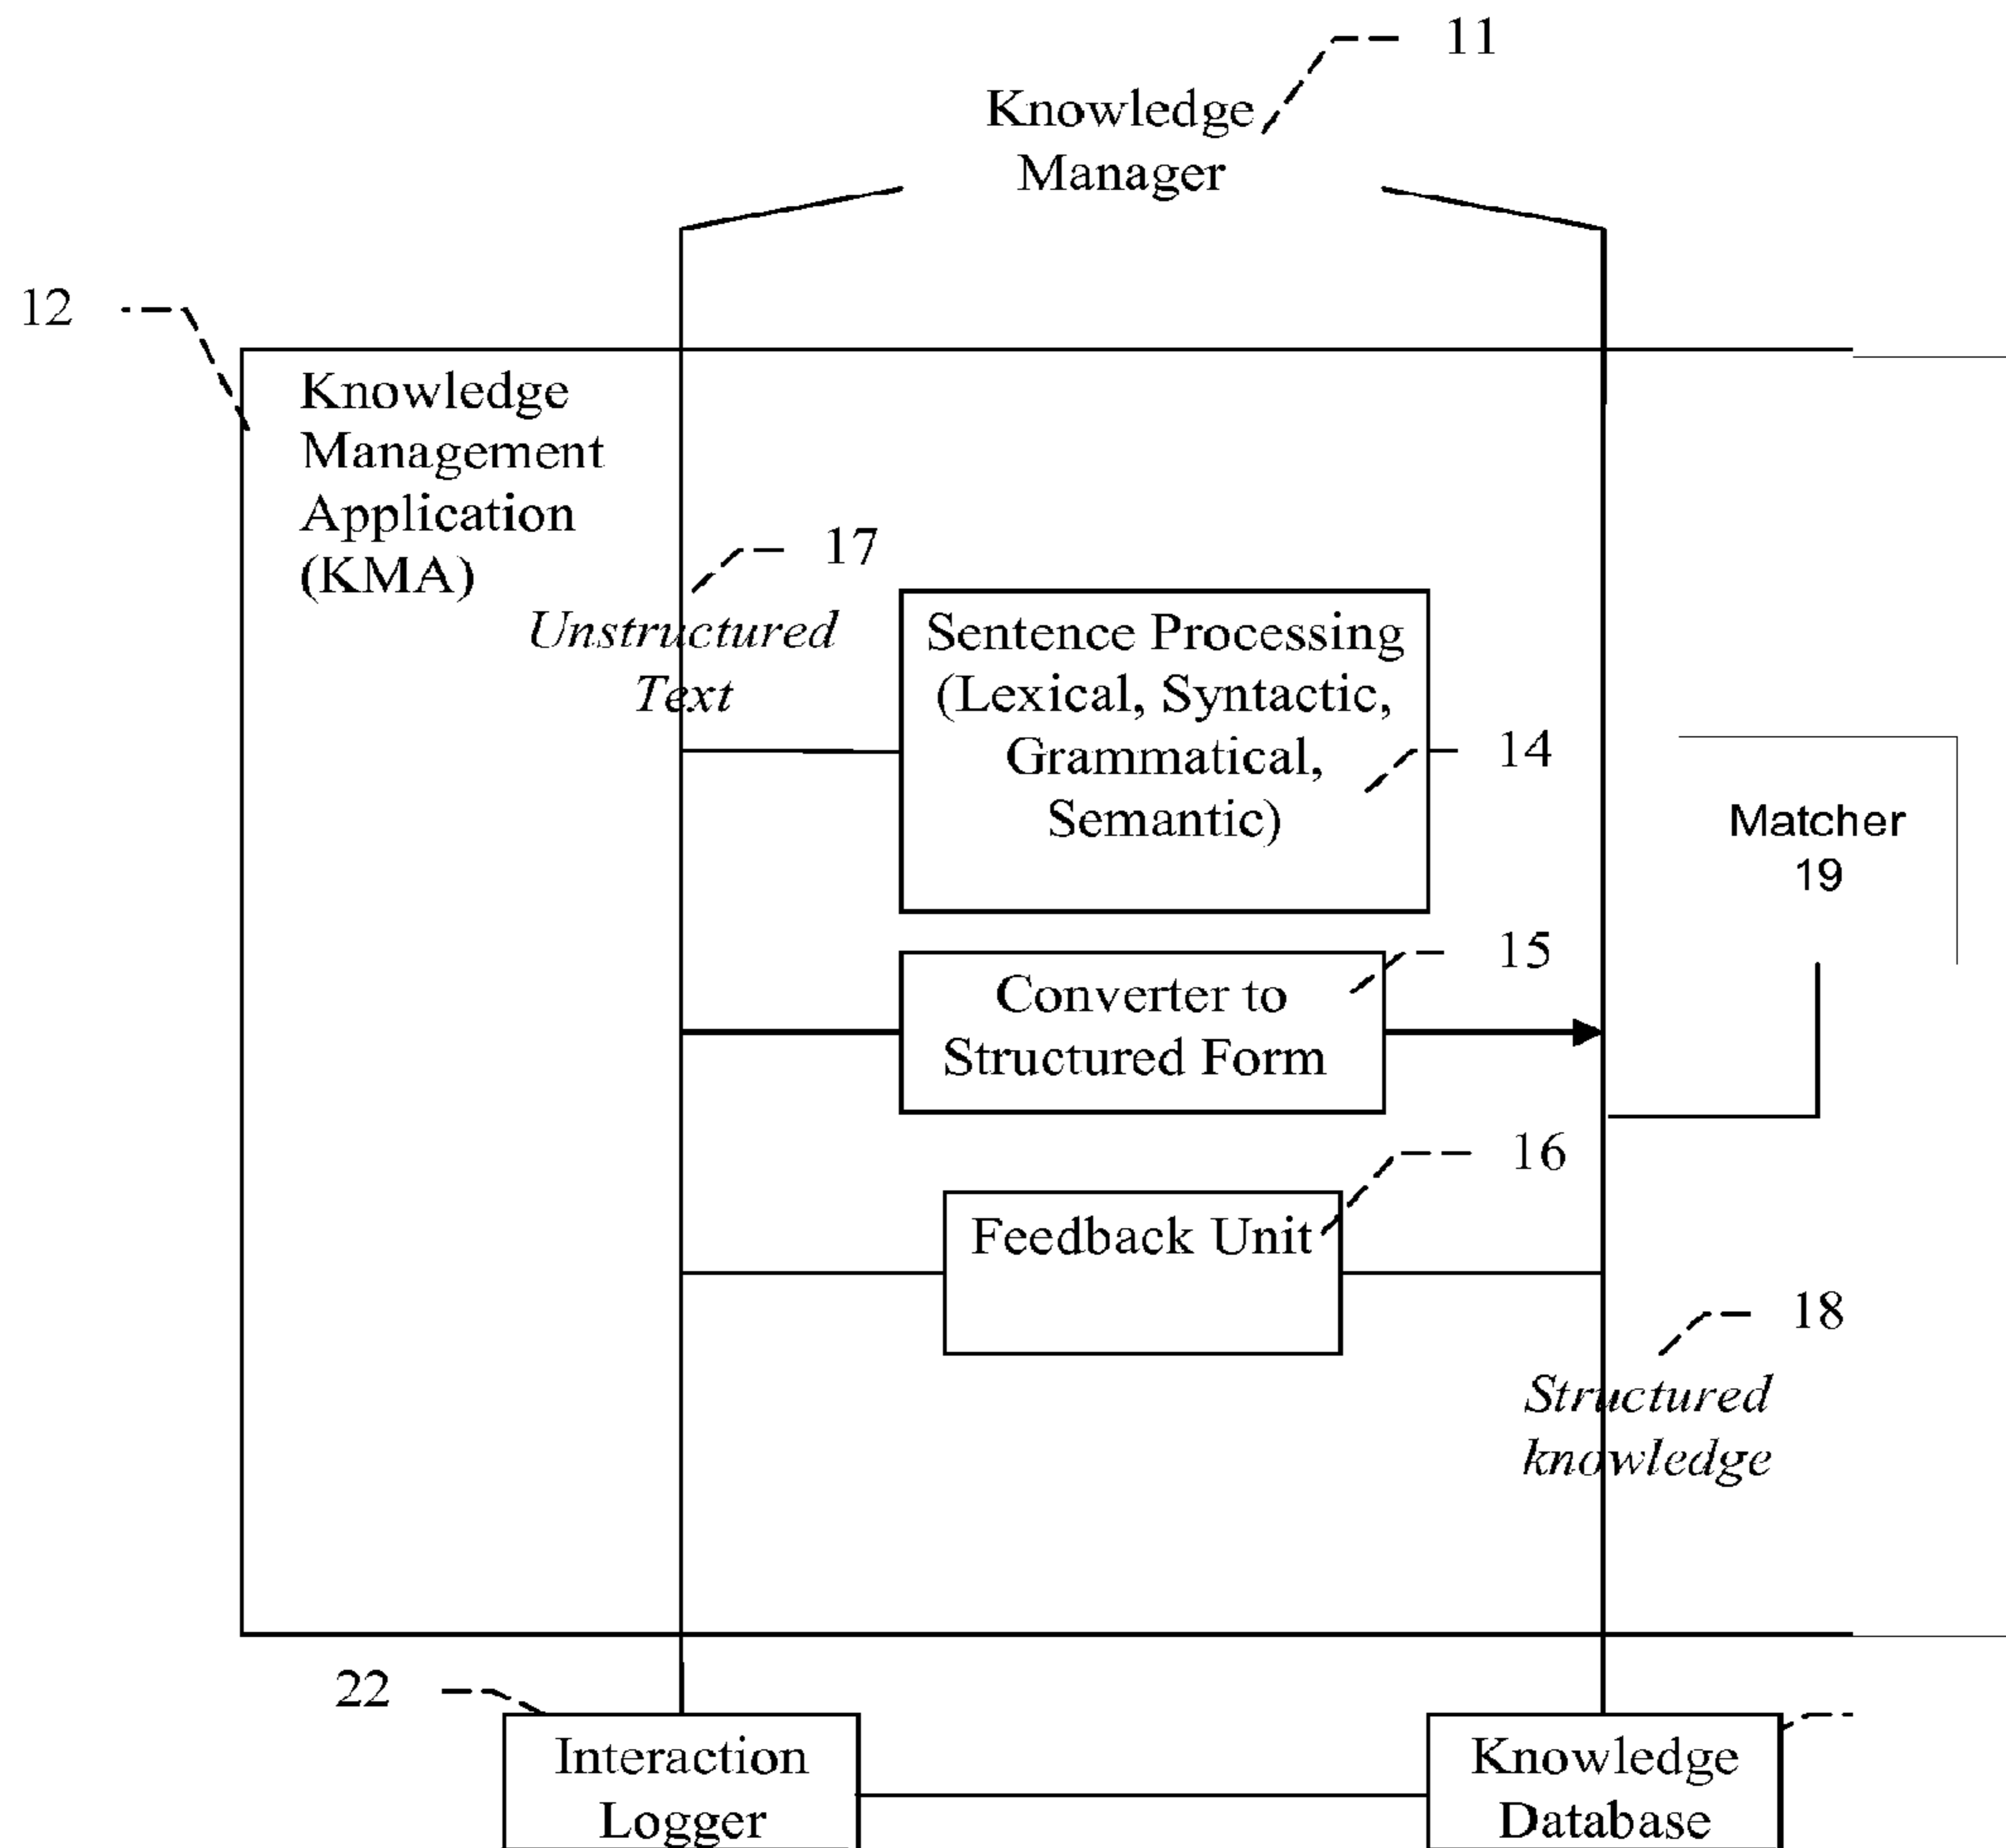 11
Knowledge
Manager
12
Knowledge
Management
Application
(KMA)
17
Unstructured
Text
Sentence Processing
(Lexical, Syntactic,
Grammatical,
Semantic)
14
Matcher
19
15
Converter to
Structured Form
16
Feedback Unit
18
Structured
knowledge
22
Interaction
Logger
Knowledge
Database